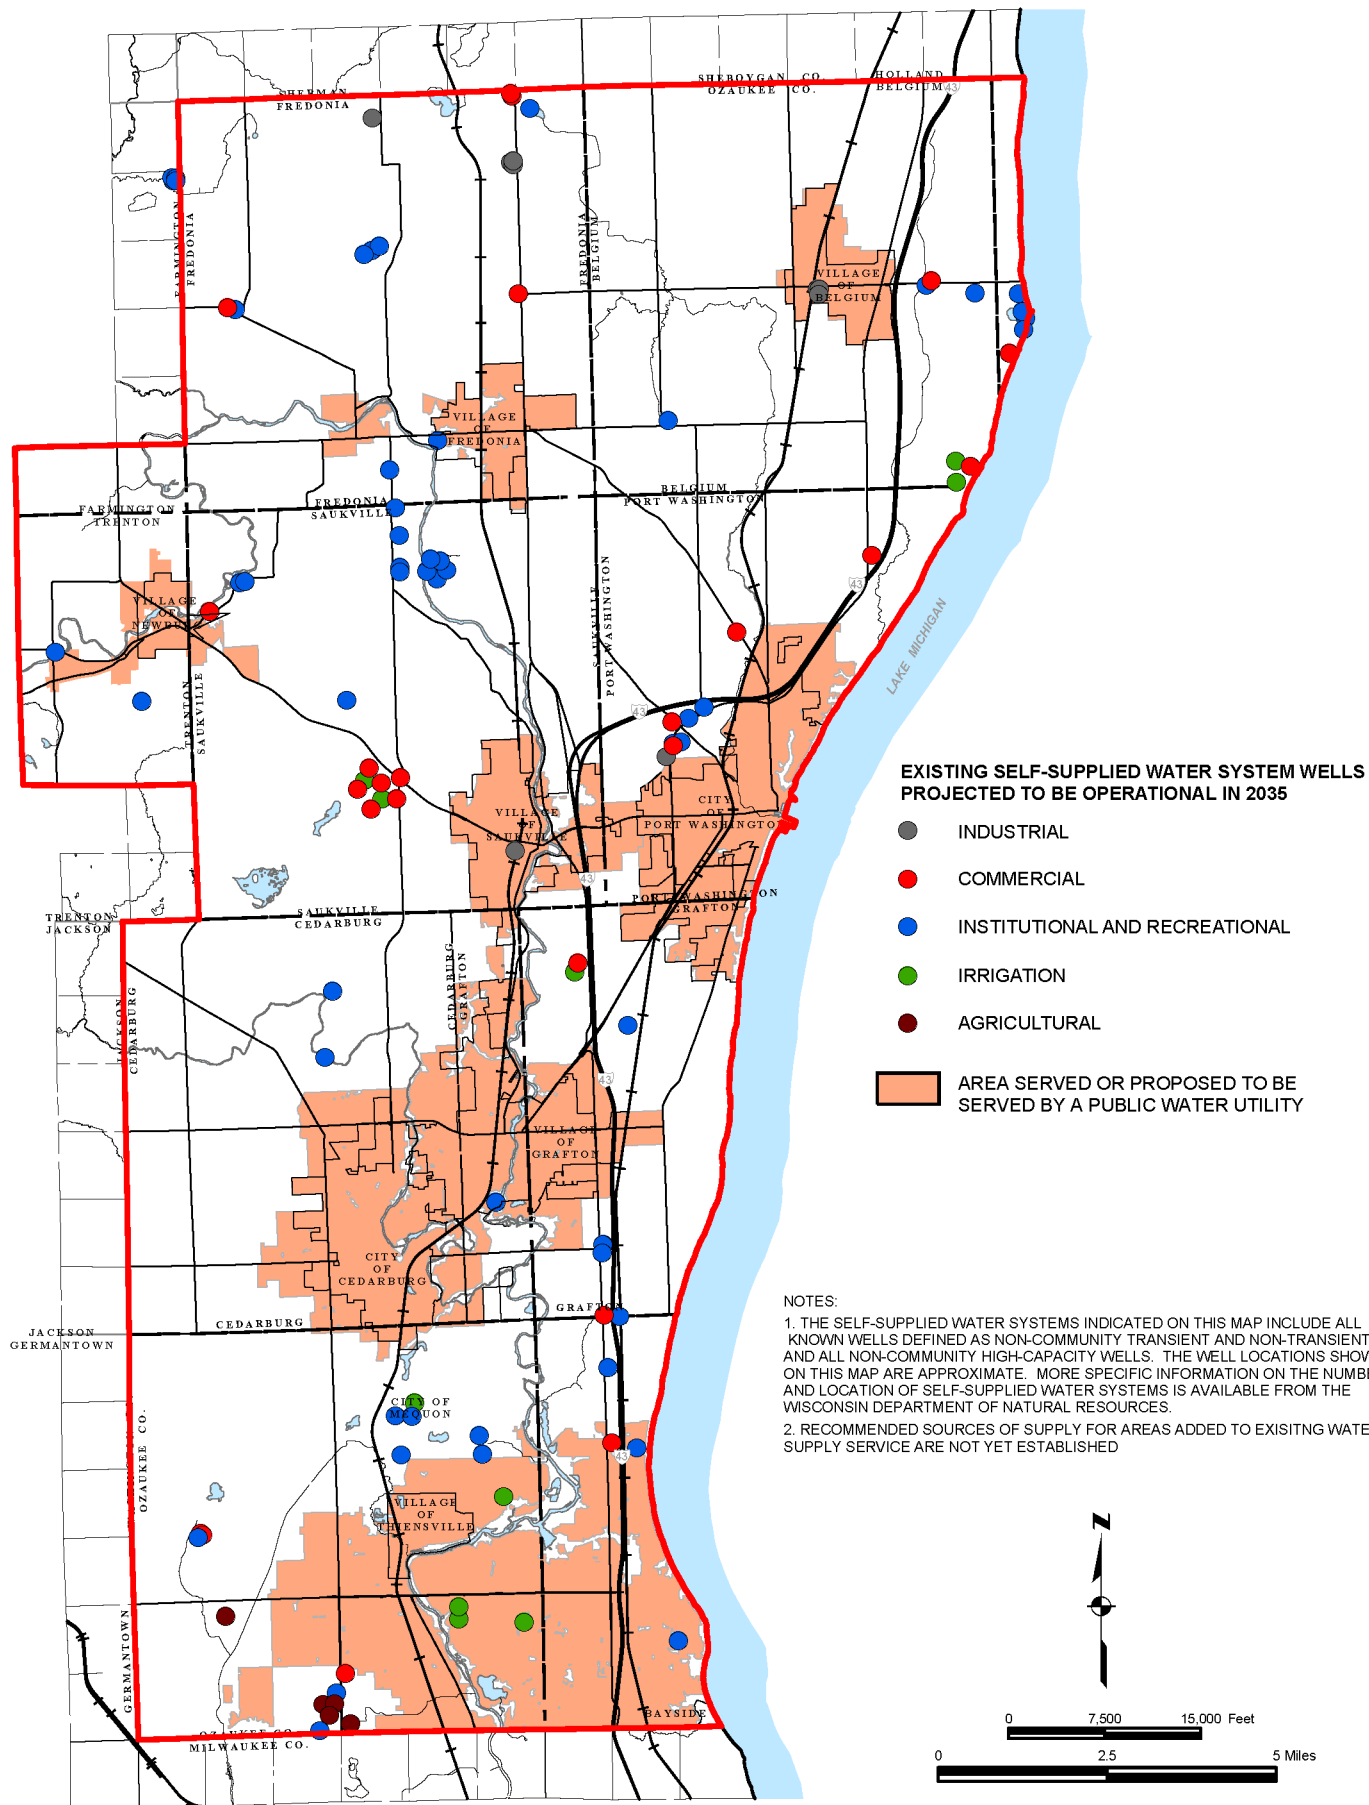 SHEBOYGAN CO.
OZAUKEE CO.
HOLLAND
BELGIUM
43
SHERMAN
FREDONIA
FARMINGTON
FREDONIA
FREDONIA
BELGIUM
VILLAGE
OF
BELGIUM
VILLAGE
OF
FREDONIA
BELGIUM
PORT WASHINGTON
FREDONIA
SAUKVILLE
FARMINGTON
TRENTON
SAUKVILLE
PORT WASHINGTON
43
LAKE MICHIGAN
VILLAGE
OF
TRENTON
SAUKVILLE
43
EXISTING SELF-SUPPLIED WATER SYSTEM WELLS
PROJECTED TO BE OPERATIONAL IN 2035
INDUSTRIAL
COMMERCIAL
INSTITUTIONAL AND RECREATIONAL
IRRIGATION
AGRICULTURAL
AREA SERVED OR PROPOSED TO BE
SERVED BY A PUBLIC WATER UTILITY
CITY
OF
PORT WASHINGTON
VILLAGE
OF
SAUKVILLE
43
PORT WASHINGTON
GRAFTON
SAUKVILLE
CEDARBURG
TRENTON
JACKSON
CEDARBURG
GRAFTON
JACKSON
CEDARBURG
43
VILLAGE
OF
GRAFTON
CITY
OF
CEDARBURG
CEDARBURG
GRAFTON
JACKSON
GERMANTOWN
NOTES:
1. THE SELF-SUPPLIED WATER SYSTEMS INDICATED ON THIS MAP INCLUDE ALL
KNOWN WELLS DEFINED AS NON-COMMUNITY TRANSIENT AND NON-TRANSIENT
AND ALL NON-COMMUNITY HIGH-CAPACITY WELLS. THE WELL LOCATIONS SHOW
ON THIS MAP ARE APPROXIMATE. MORE SPECIFIC INFORMATION ON THE NUMB
AND LOCATION OF SELF-SUPPLIED WATER SYSTEMS IS AVAILABLE FROM THE
WISCONSIN DEPARTMENT OF NATURAL RESOURCES.
2. RECOMMENDED SOURCES OF SUPPLY FOR AREAS ADDED TO EXISITNG WATE
SUPPLY SERVICE ARE NOT YET ESTABLISHED
CITY OF
MEQUON
43
OZAUKEE CO.
VILLAGE
OF
THIENSVILLE
GERMANTOWN
BAYSIDE
OZAUKEE CO.
MILWAUKEE CO.
Z
0 7,500 15,000 Feet
0 2.5 5 Miles